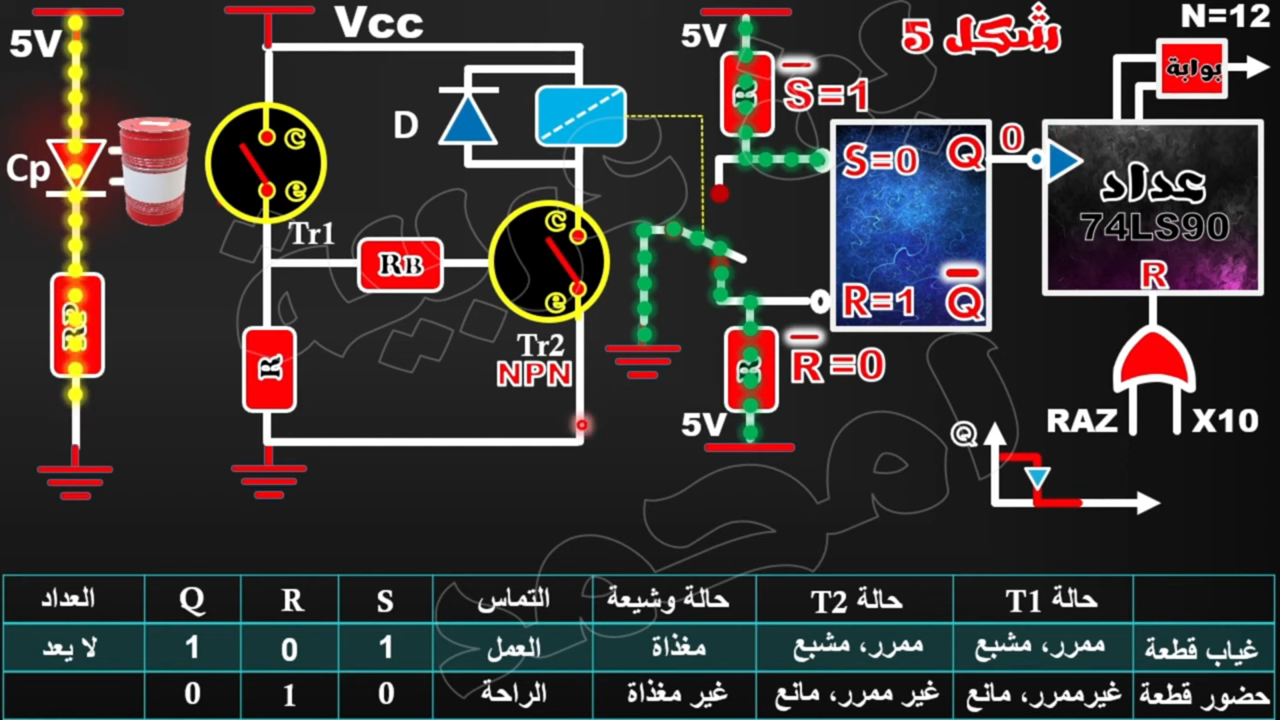 5V
Cp
RP
Vcc
C
e
Tr1
R
RB
D
C
e
Tr2
NPN
شكل 5
5V
R
S=1
S=0
Q
R=1
Q
R=0
R
5V
0
N=12
بوابة
عداد
74LS90
R
RAZ
X10
Q
حالة T1
حالة T2
حالة وشيعة
التماس
S
R
Q
العداد
غياب قطعة
ممرر، مشبع
ممرر، مشبع
مغذاة
العمل
1
0
1
لا يعد
حضور قطعة
غيرممرر، مانع
غير ممرر، مانع
غير مغذاة
الراحة
0
1
0